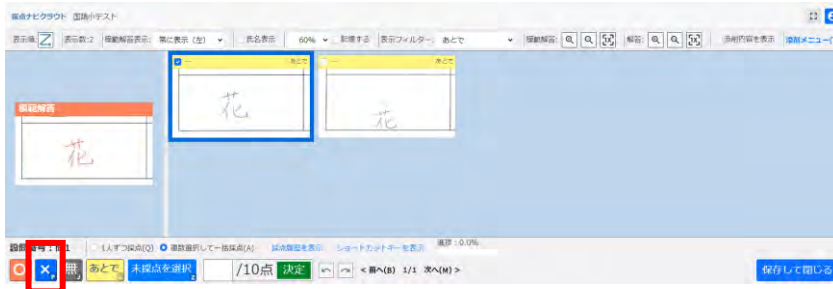 採点ナビクラウド 国語小テスト
表示順: Z 表示数:2 模範解答表示: 常に表示 (左) 氏名表示 60% 記憶する 表示フィルター: あとで 模範解答: 1X 解答: 1X 添削内容を表示 添削メニュー
あとで あとで
模範解答
花
花
花
1人ずつ採点(Q) 複数選択して一括採点(A) 採点履歴を表示 ショートカットキーを表示 進捗:0.0%
無 J あとで 未採点を選択 Z /10点 決定 < 前へ(B) 1/1 次へ(M) > 保存して閉じる